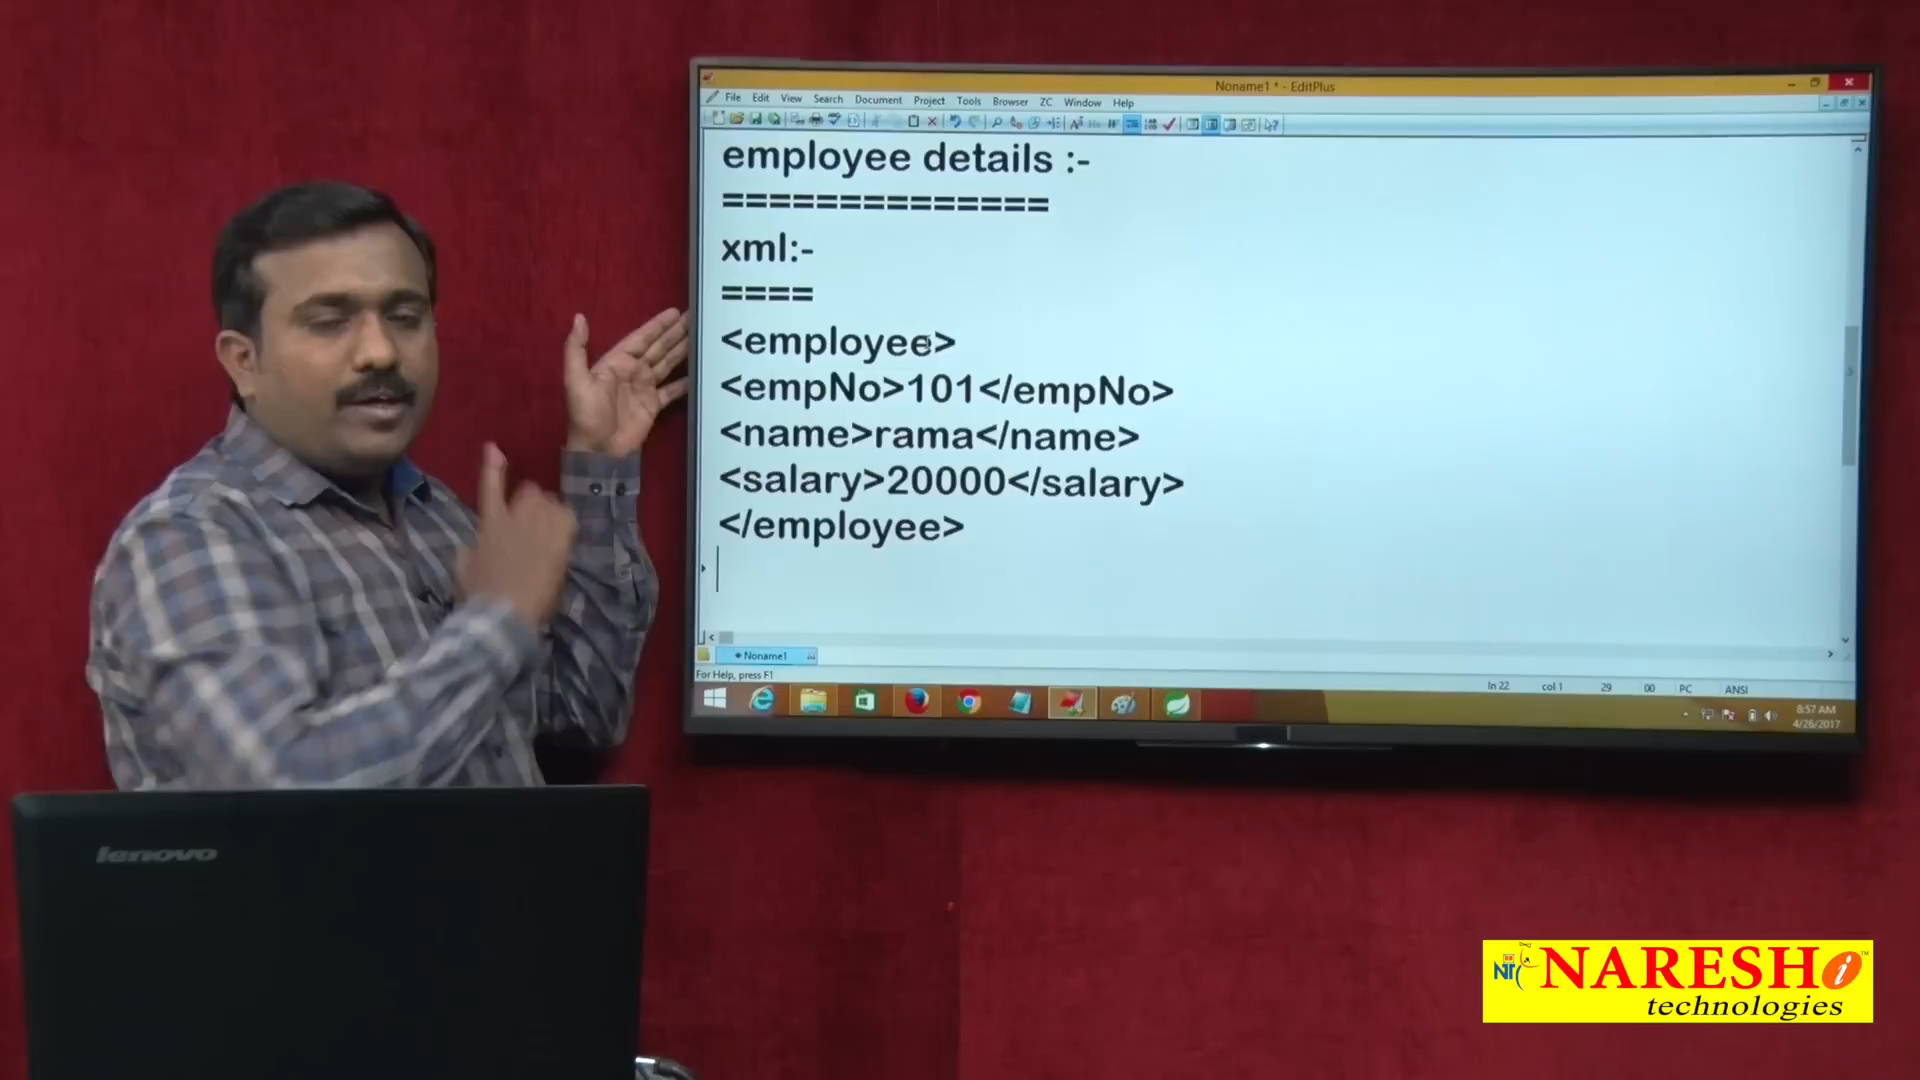 Noname1 * - EditPlus
File Edit View Search Document Project Tools Browser ZC Window Help
employee details :-
==============
xml:-
====
<employee>
<empNo>101</empNo>
<name>rama</name>
<salary>20000</salary>
</employee>
Noname1
For Help, press F1
ln 22 col 1 29 00 PC ANSI
8:57 AM
4/26/2017
lenovo
NARESH i
technologies